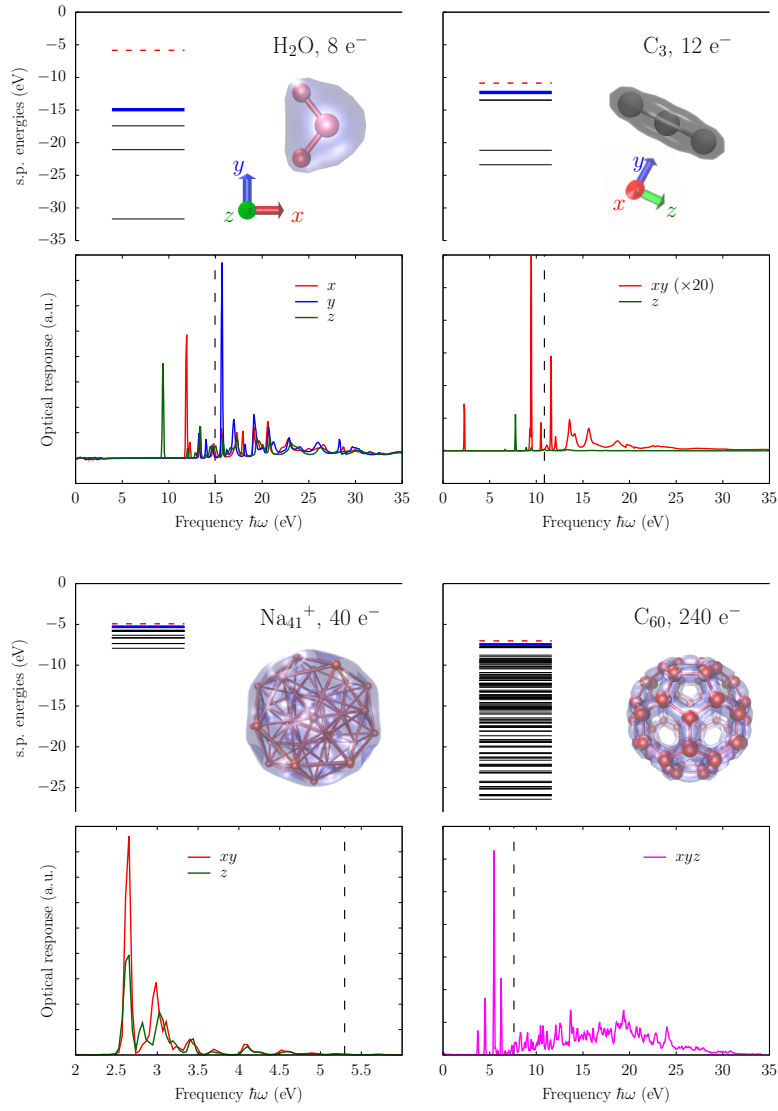 H₂O, 8 e⁻
s.p. energies (eV)
0
−5
−10
−15
−20
−25
−30
−35
y
z
x
C₃, 12 e⁻
y
x
z
Optical response (a.u.)
x
y
z
0 5 10 15 20 25 30 35
Frequency ℏω (eV)
xy (×20)
z
0 5 10 15 20 25 30 35
Frequency ℏω (eV)
Na₄₁⁺, 40 e⁻
s.p. energies (eV)
0
−5
−10
−15
−20
−25
C₆₀, 240 e⁻
Optical response (a.u.)
xy
z
2 2.5 3 3.5 4 4.5 5 5.5
Frequency ℏω (eV)
xyz
0 5 10 15 20 25 30 35
Frequency ℏω (eV)